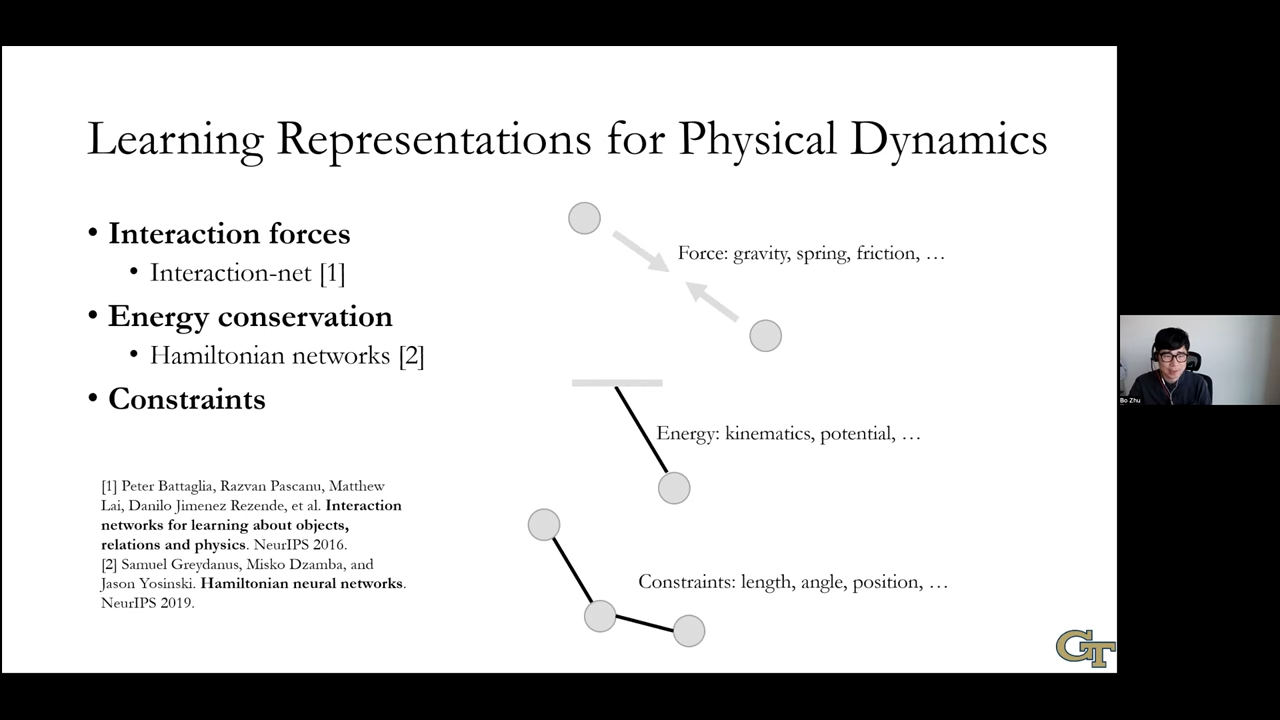 Learning Representations for Physical Dynamics
• Interaction forces
• Interaction-net [1]
• Energy conservation
• Hamiltonian networks [2]
• Constraints
[1] Peter Battaglia, Razvan Pascanu, Matthew
Lai, Danilo Jimenez Rezende, et al. Interaction
networks for learning about objects,
relations and physics. NeurIPS 2016.
[2] Samuel Greydanus, Misko Dzamba, and
Jason Yosinski. Hamiltonian neural networks.
NeurIPS 2019.
Force: gravity, spring, friction, …
Energy: kinematics, potential, …
Constraints: length, angle, position, …
GT
Bo Zhu